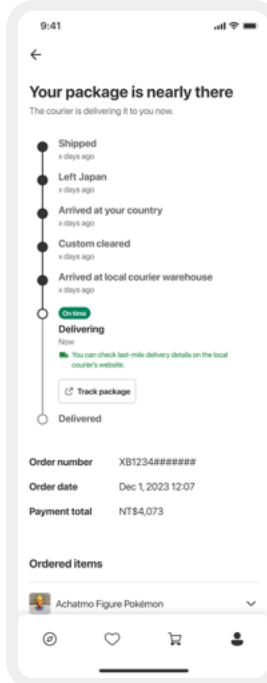 9:41
Your package is nearly there
The courier is delivering it to you now.
Shipped
x days ago
Left Japan
x days ago
Arrived at your country
x days ago
Custom cleared
x days ago
Arrived at local courier warehouse
x days ago
On time
Delivering
Now
You can check last-mile delivery details on the local
courier's website.
Track package
Delivered
Order number XB1234#######
Order date Dec 1, 2023 12:07
Payment total NT$4,073
Ordered items
Achatmo Figure Pokémon